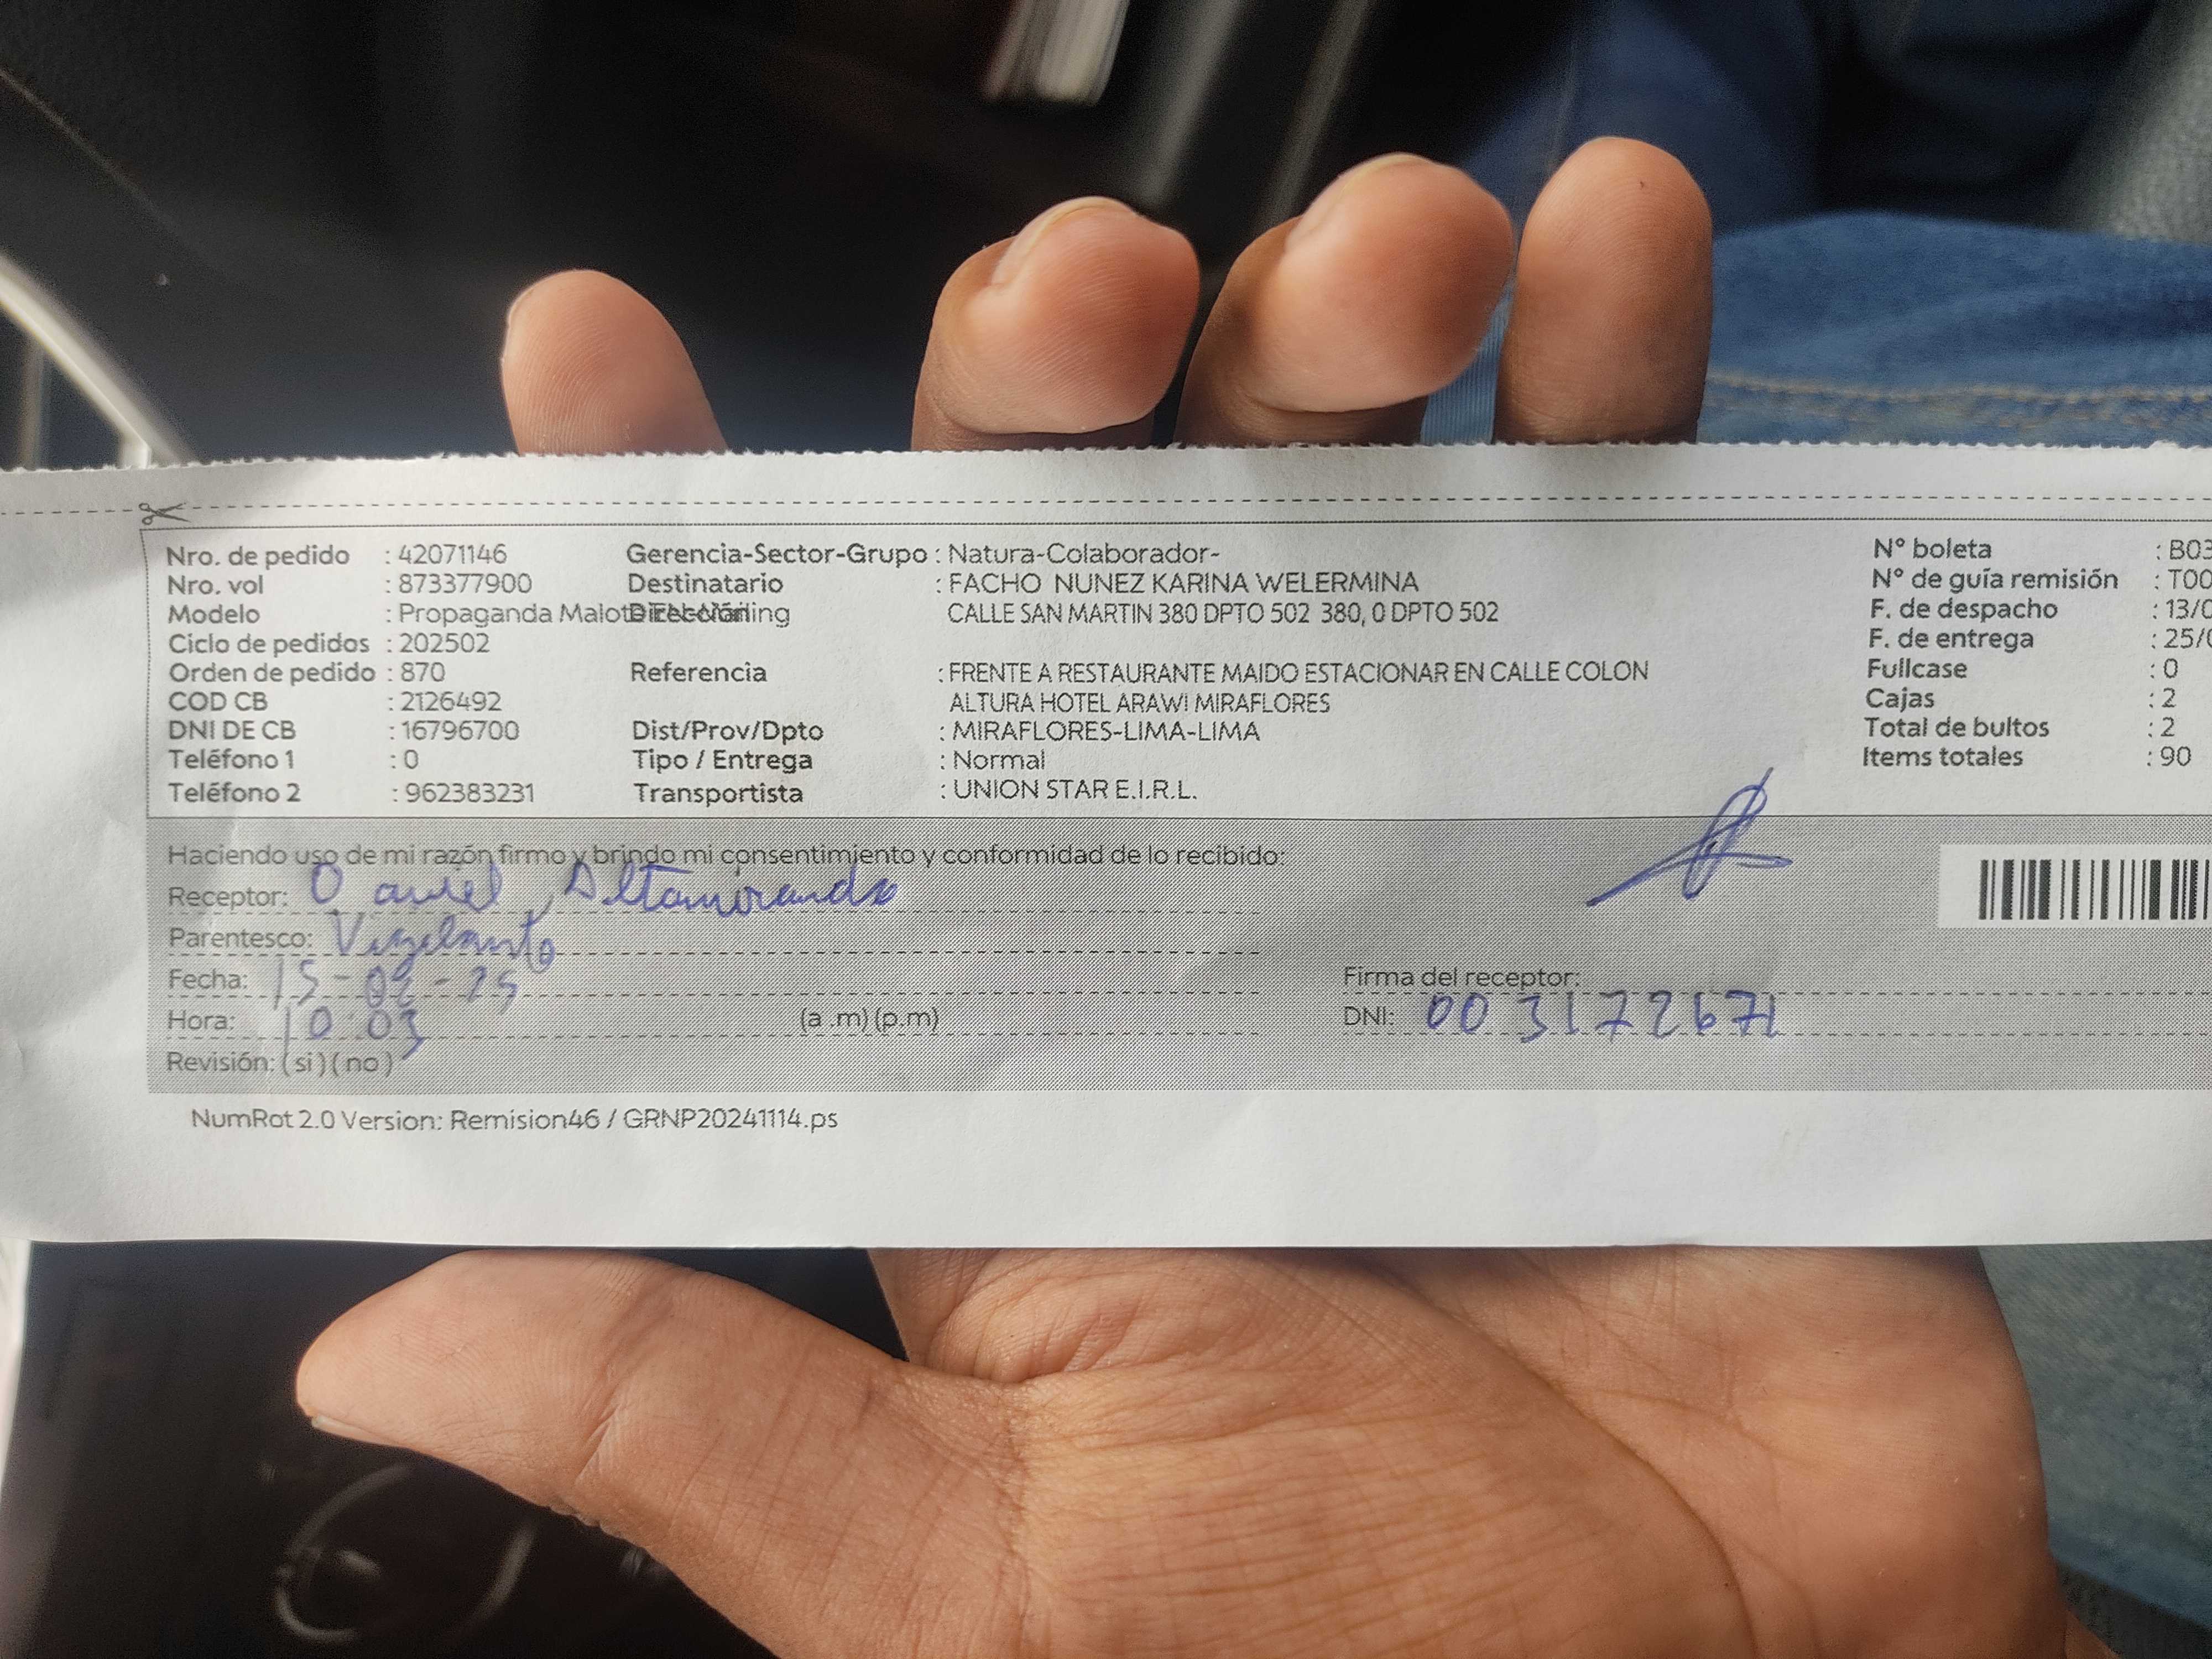 Nro. de pedido : 42071146 Gerencia-Sector-Grupo : Natura-Colaborador- N° boleta : B03
Nro. vol : 873377900 Destinatario : FACHO NUNEZ KARINA WELERMINA N° de guía remisión : T00
Modelo : Propaganda Dirección CALLE SAN MARTIN 380 DPTO 502 380, 0 DPTO 502 F. de despacho : 13/0
Ciclo de pedidos : 202502 F. de entrega : 25/0
Orden de pedido : 870 Referencia : FRENTE A RESTAURANTE MAIDO ESTACIONAR EN CALLE COLON Fullcase : 0
COD CB : 2126492 ALTURA HOTEL ARAWI MIRAFLORES Cajas : 2
DNI DE CB : 16796700 Dist/Prov/Dpto : MIRAFLORES-LIMA-LIMA Total de bultos : 2
Teléfono 1 : 0 Tipo / Entrega : Normal Items totales : 90
Teléfono 2 : 962383231 Transportista : UNION STAR E.I.R.L.
Haciendo uso de mi razón firmo y brindo mi consentimiento y conformidad de lo recibido:
Receptor: Daniel Altamiranda
Parentesco: Vigilante
Fecha: 15-02-25 Firma del receptor:
Hora: 10:03 (a .m) (p.m) DNI: 003172671
Revisión: (si) (no)
NumRot 2.0 Version: Remision46 / GRNP20241114.ps